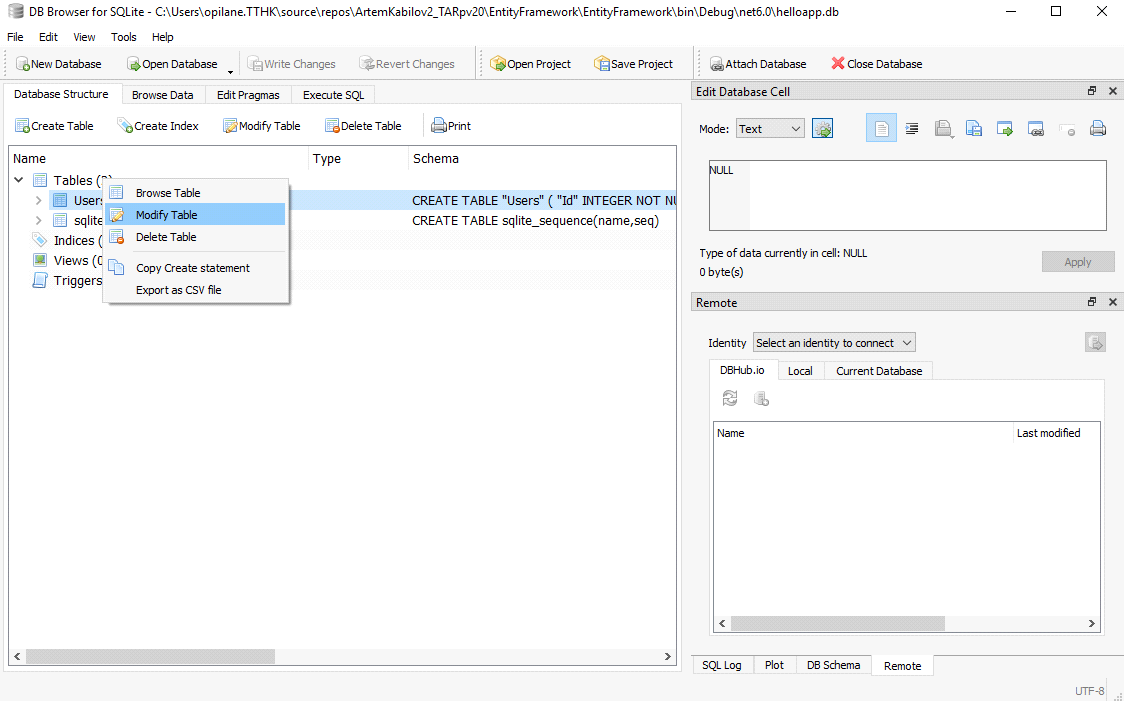 DB Browser for SQLite - C:\Users\opilane.TTHK\source\repos\ArtemKabilov2_TARpv20\EntityFramework\EntityFramework\bin\Debug\net6.0\helloapp.db
File Edit View Tools Help
New Database Open Database Write Changes Revert Changes Open Project Save Project Attach Database Close Database
Database Structure Browse Data Edit Pragmas Execute SQL
Create Table Create Index Modify Table Delete Table Print
Name Type Schema
Tables (2)
Users CREATE TABLE "Users" ( "Id" INTEGER NOT NU
sqlite CREATE TABLE sqlite_sequence(name,seq)
Indices (
Views (0
Triggers
Browse Table
Modify Table
Delete Table
Copy Create statement
Export as CSV file
Edit Database Cell
Mode: Text
NULL
Type of data currently in cell: NULL
0 byte(s)
Apply
Remote
Identity Select an identity to connect
DBHub.io Local Current Database
Name Last modified
SQL Log Plot DB Schema Remote
UTF-8